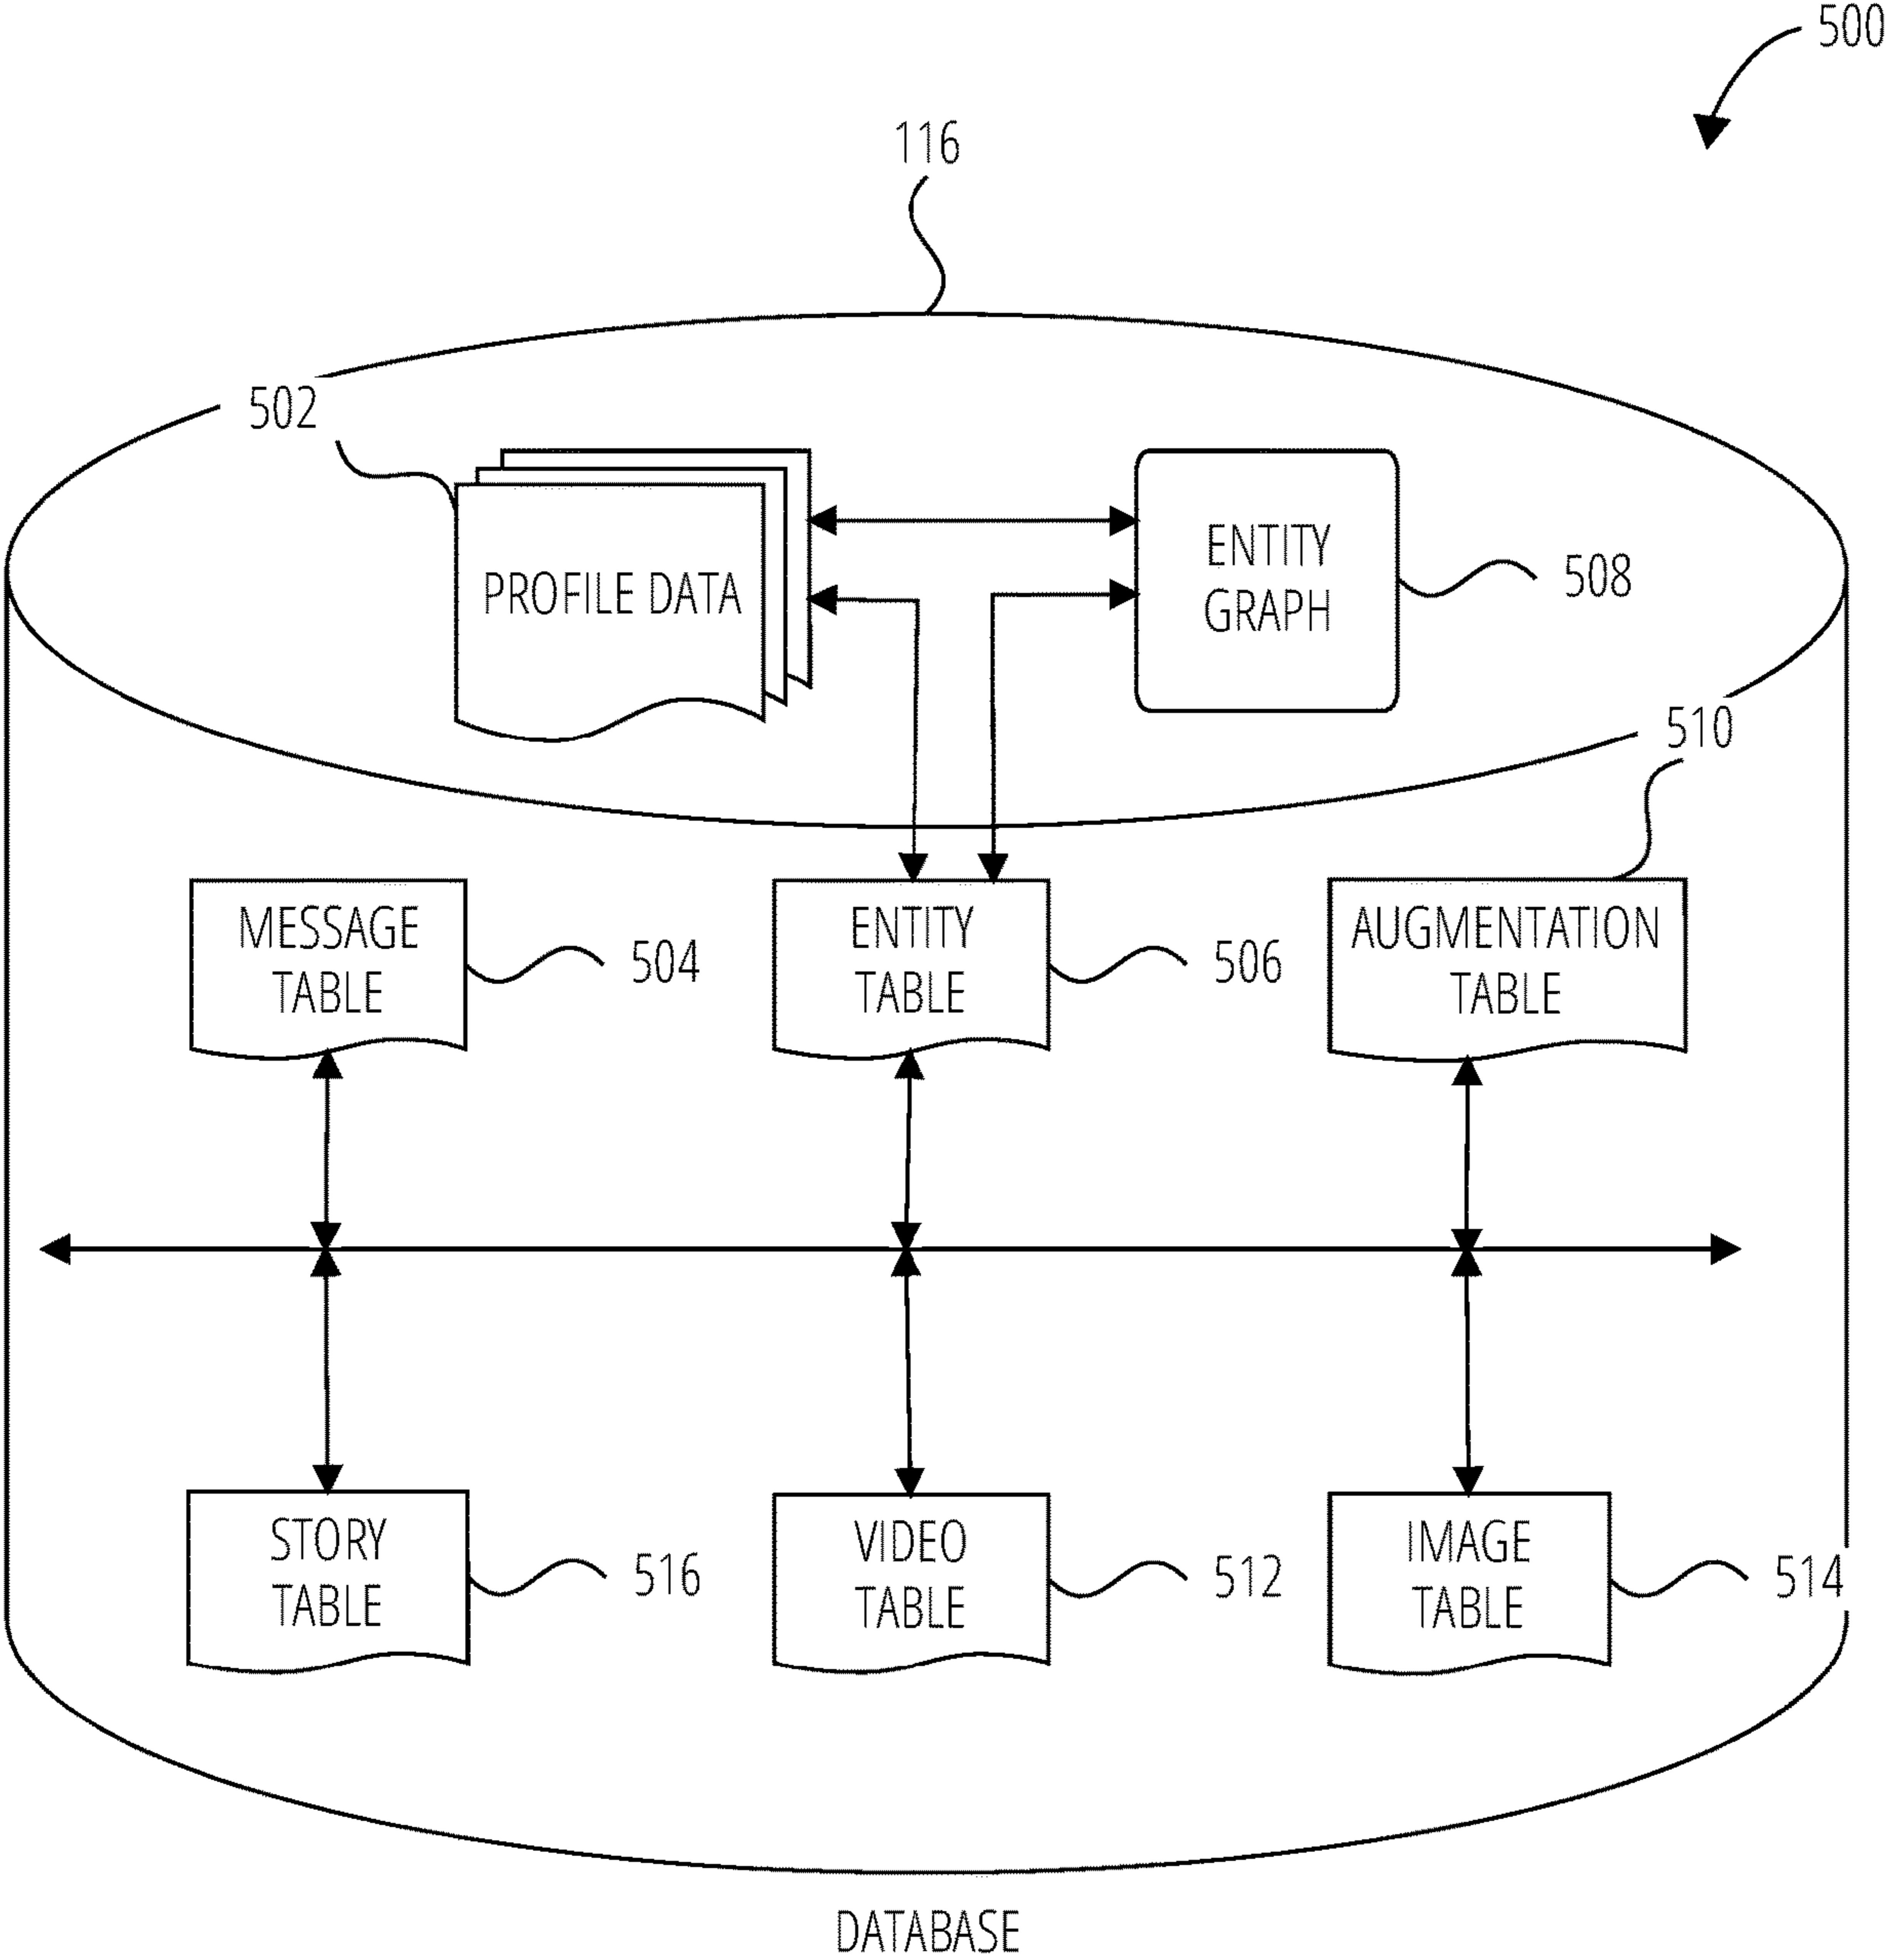 500
116
502
PROFILE DATA
ENTITY
GRAPH
508
510
MESSAGE
TABLE
504
ENTITY
TABLE
506
AUGMENTATION
TABLE
STORY
TABLE
516
VIDEO
TABLE
512
IMAGE
TABLE
514
DATABASE